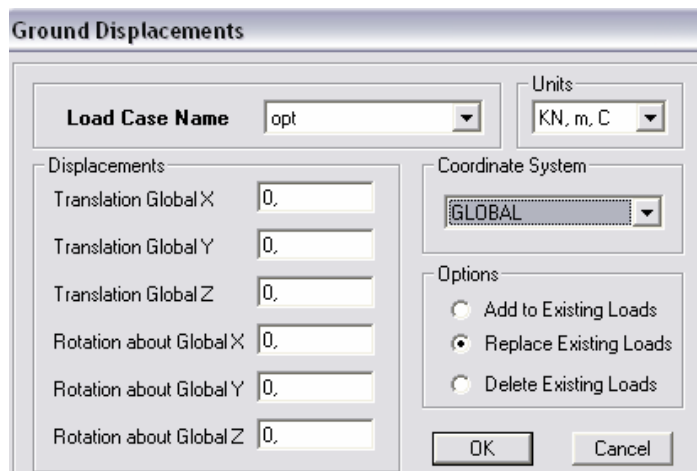 Ground Displacements
Load Case Name
opt
Units
KN, m, C
Displacements
Translation Global X
0,
Translation Global Y
0,
Translation Global Z
0,
Rotation about Global X
0,
Rotation about Global Y
0,
Rotation about Global Z
0,
Coordinate System
GLOBAL
Options
Add to Existing Loads
Replace Existing Loads
Delete Existing Loads
OK
Cancel